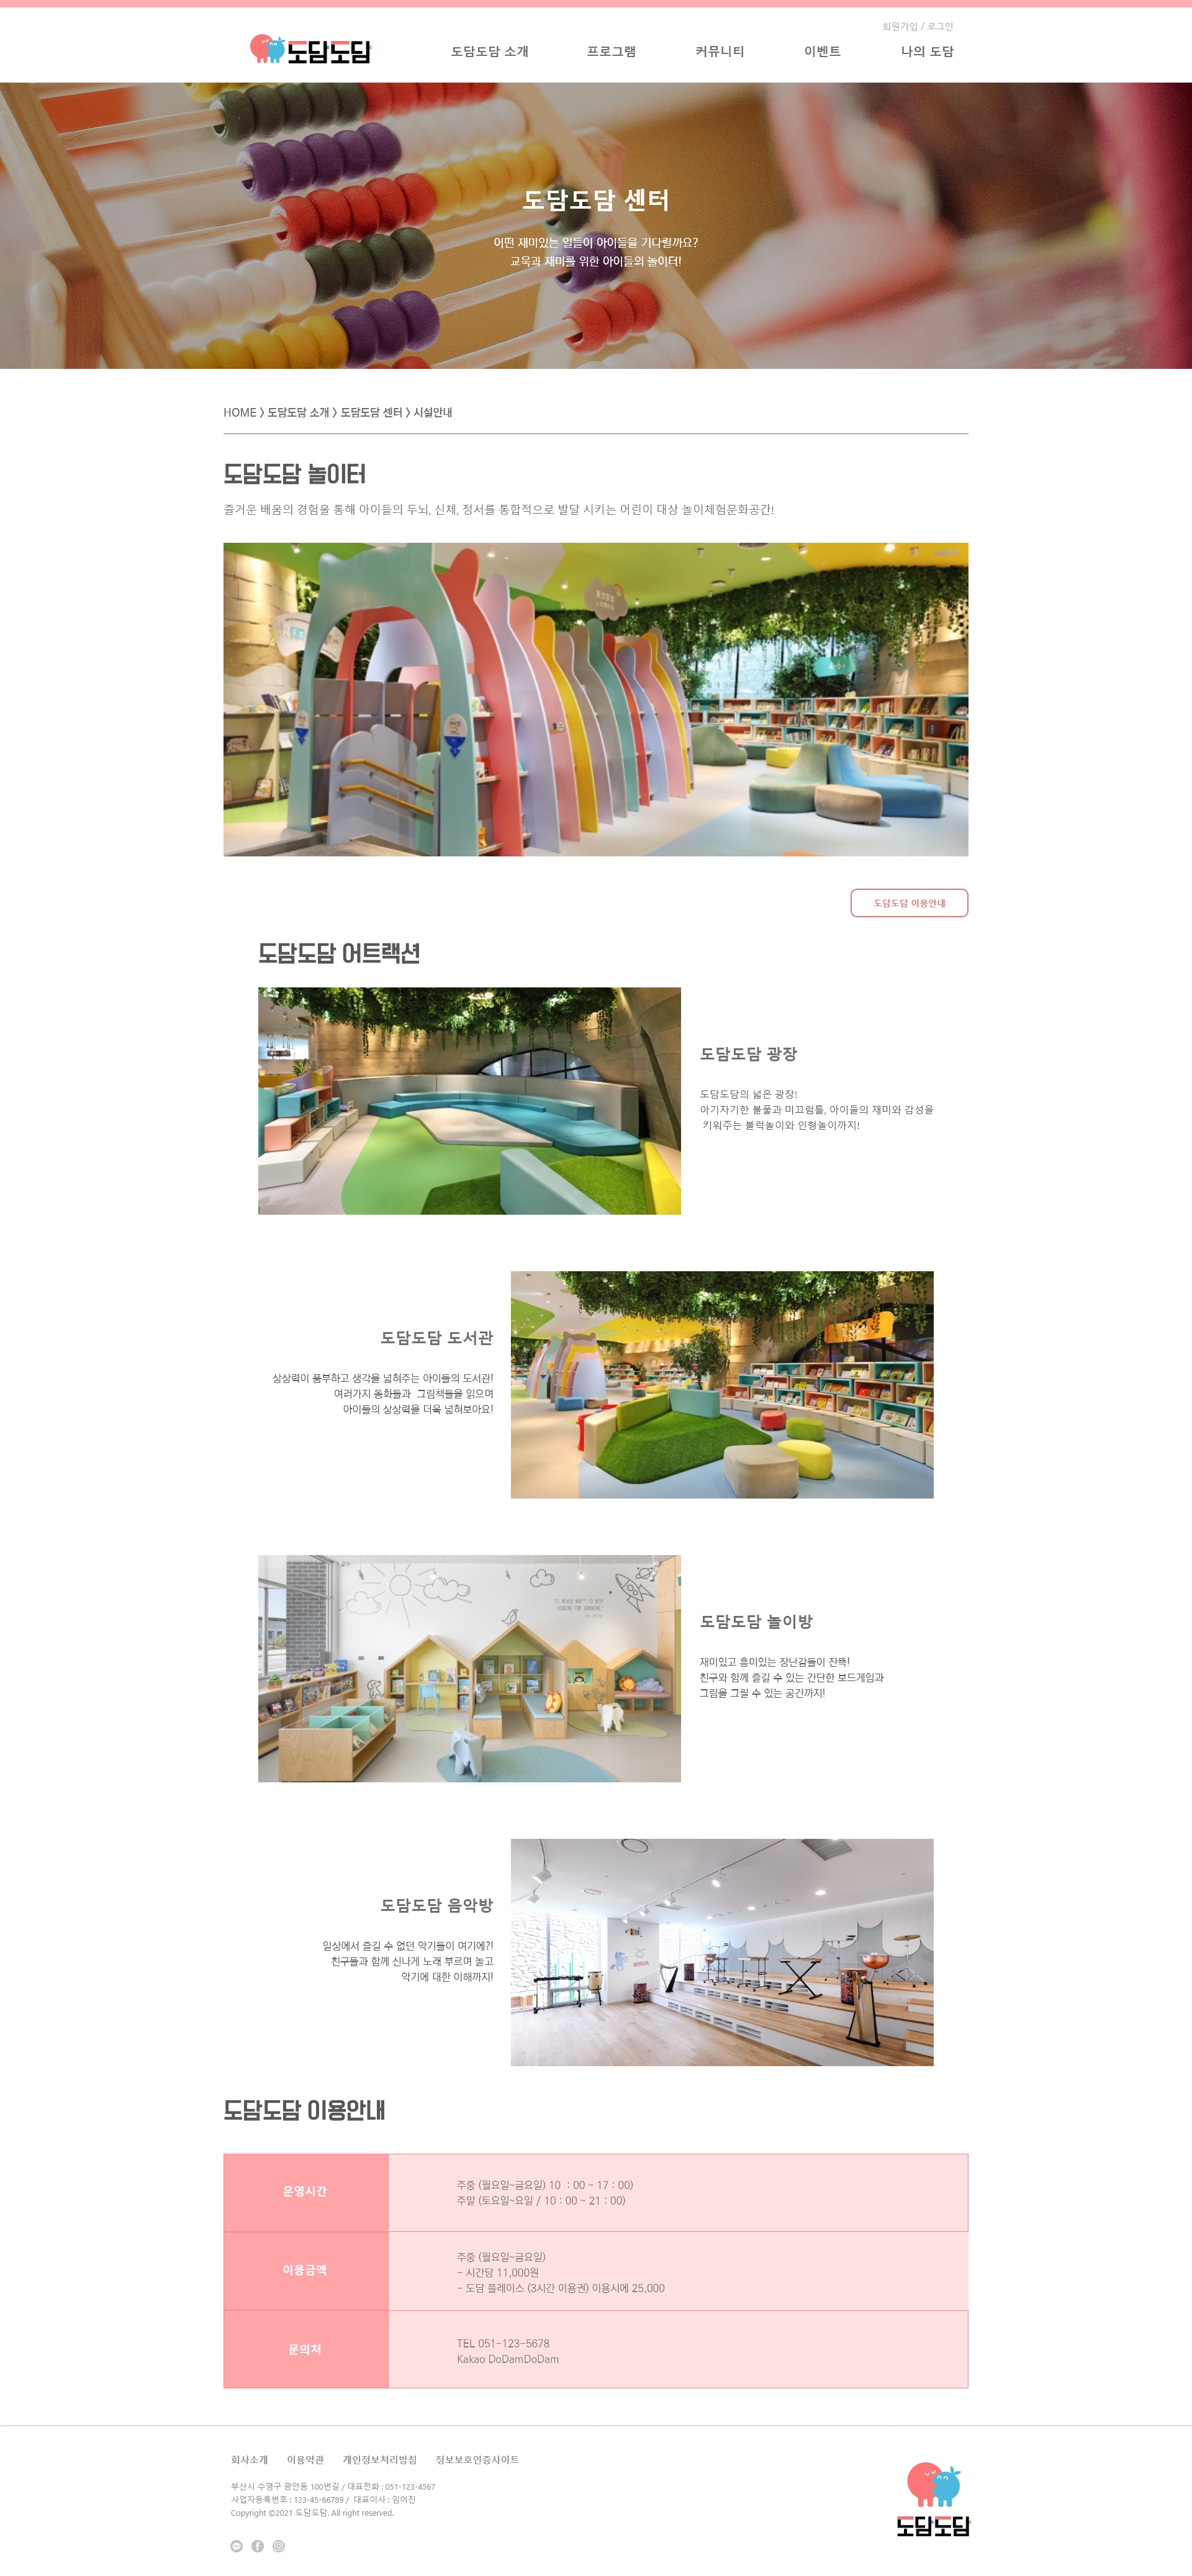 회원가입 / 로그인
도담도담
도담도담 소개
프로그램
커뮤니티
이벤트
나의 도담
도담도담 센터
어떤 재미있는 일들이 아이들을 기다릴까요?
교육과 재미를 위한 아이들의 놀이터!
HOME > 도담도담 소개 > 도담도담 센터 > 시설안내
도담도담 놀이터
즐거운 배움의 경험을 통해 아이들의 두뇌, 신체, 정서를 통합적으로 발달 시키는 어린이 대상 놀이체험문화공간!
도담도담 이용안내
도담도담 어트랙션
도담도담 광장
도담도담의 넓은 광장!
아기자기한 볼풀과 미끄럼틀, 아이들의 재미와 감성을
키워주는 블럭놀이와 인형놀이까지!
도담도담 도서관
상상력이 풍부하고 생각을 넓혀주는 아이들의 도서관!
여러가지 동화들과 그림책들을 읽으며
아이들의 상상력을 더욱 넓혀보아요!
도담도담 놀이방
재미있고 흥미있는 장난감들이 잔뜩!
친구와 함께 즐길 수 있는 간단한 보드게임과
그림을 그릴 수 있는 공간까지!
도담도담 음악방
일상에서 즐길 수 없던 악기들이 여기에?!
친구들과 함께 신나게 노래 부르며 놀고
악기에 대한 이해까지!
도담도담 이용안내
운영시간
주중 (월요일~금요일) 10 : 00 ~ 17 : 00)
주말 (토요일~요일 / 10 : 00 ~ 21 : 00)
이용금액
주중 (월요일~금요일)
- 시간당 11,000원
- 도담 플레이스 (3시간 이용권) 이용시에 25,000
문의처
TEL 051-123-5678
Kakao DoDamDoDam
회사소개
이용약관
개인정보처리방침
정보보호인증사이트
부산시 수영구 광안동 100번길 / 대표전화 : 051-123-4567
사업자등록번호 : 123-45-66789 / 대표이사 : 임어진
Copyright ©2021 도담도담. All right reserved.
도담도담